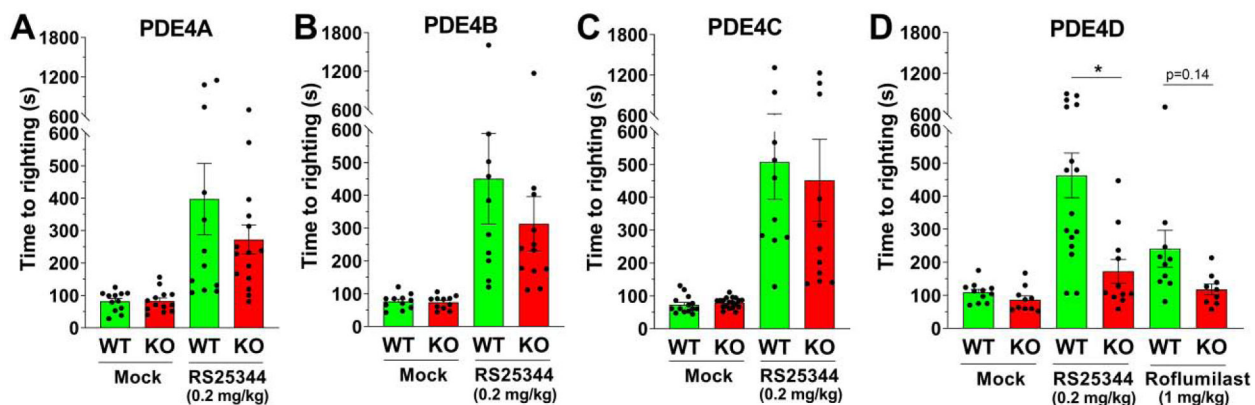 A
PDE4A
Time to righting (s)
1800
1200
600
600
500
400
300
200
100
0
WT KO WT KO
Mock RS25344
(0.2 mg/kg)
B
PDE4B
Time to righting (s)
1800
1200
600
600
500
400
300
200
100
0
WT KO WT KO
Mock RS25344
(0.2 mg/kg)
C
PDE4C
Time to righting (s)
1800
1200
600
600
500
400
300
200
100
0
WT KO WT KO
Mock RS25344
(0.2 mg/kg)
D
PDE4D
Time to righting (s)
1800
1200
600
600
500
400
300
200
100
0
*
p=0.14
WT KO WT KO WT KO
Mock RS25344 Roflumilast
(0.2 mg/kg) (1 mg/kg)